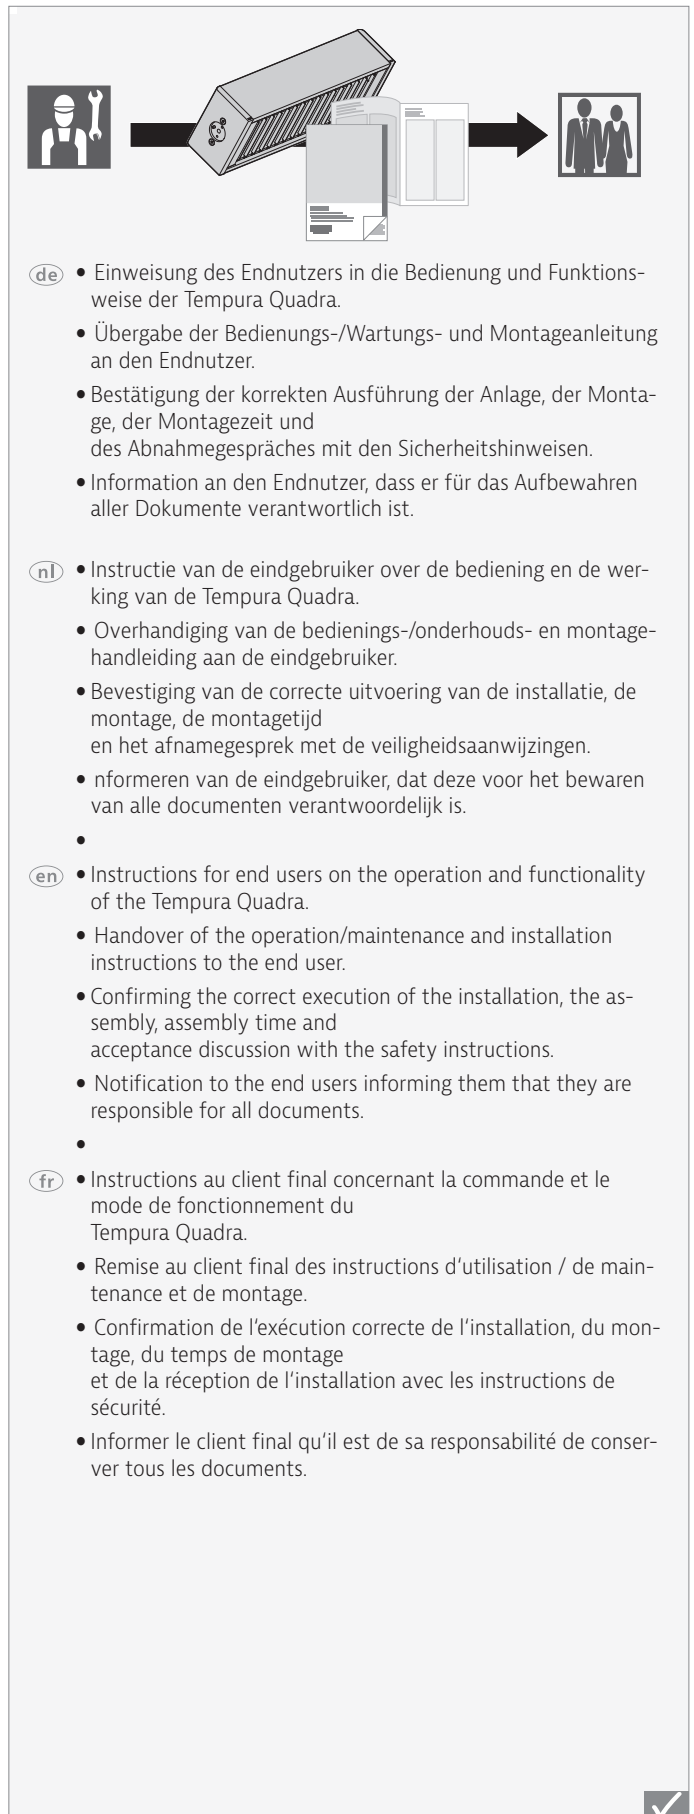 de • Einweisung des Endnutzers in die Bedienung und Funktions-
weise der Tempura Quadra.
• Übergabe der Bedienungs-/Wartungs- und Montageanleitung
an den Endnutzer.
• Bestätigung der korrekten Ausführung der Anlage, der Monta-
ge, der Montagezeit und
des Abnahmegespräches mit den Sicherheitshinweisen.
• Information an den Endnutzer, dass er für das Aufbewahren
aller Dokumente verantwortlich ist.
nl • Instructie van de eindgebruiker over de bediening en de wer-
king van de Tempura Quadra.
• Overhandiging van de bedienings-/onderhouds- en montage-
handleiding aan de eindgebruiker.
• Bevestiging van de correcte uitvoering van de installatie, de
montage, de montagetijd
en het afnamegesprek met de veiligheidsaanwijzingen.
• nformeren van de eindgebruiker, dat deze voor het bewaren
van alle documenten verantwoordelijk is.
•
en • Instructions for end users on the operation and functionality
of the Tempura Quadra.
• Handover of the operation/maintenance and installation
instructions to the end user.
• Confirming the correct execution of the installation, the as-
sembly, assembly time and
acceptance discussion with the safety instructions.
• Notification to the end users informing them that they are
responsible for all documents.
•
fr • Instructions au client final concernant la commande et le
mode de fonctionnement du
Tempura Quadra.
• Remise au client final des instructions d‘utilisation / de main-
tenance et de montage.
• Confirmation de l‘exécution correcte de l‘installation, du mon-
tage, du temps de montage
et de la réception de l‘installation avec les instructions de
sécurité.
• Informer le client final qu‘il est de sa responsabilité de conser-
ver tous les documents.